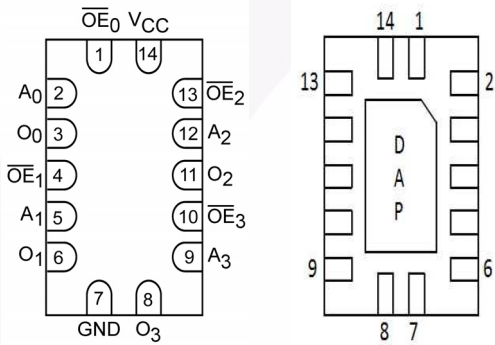 OE0 VCC
1 14
A0 2 13 OE2
O0 3 12 A2
OE1 4 11 O2
A1 5 10 OE3
O1 6 9 A3
7 8
GND O3
14 1
13 2
D
A
P
9 6
8 7